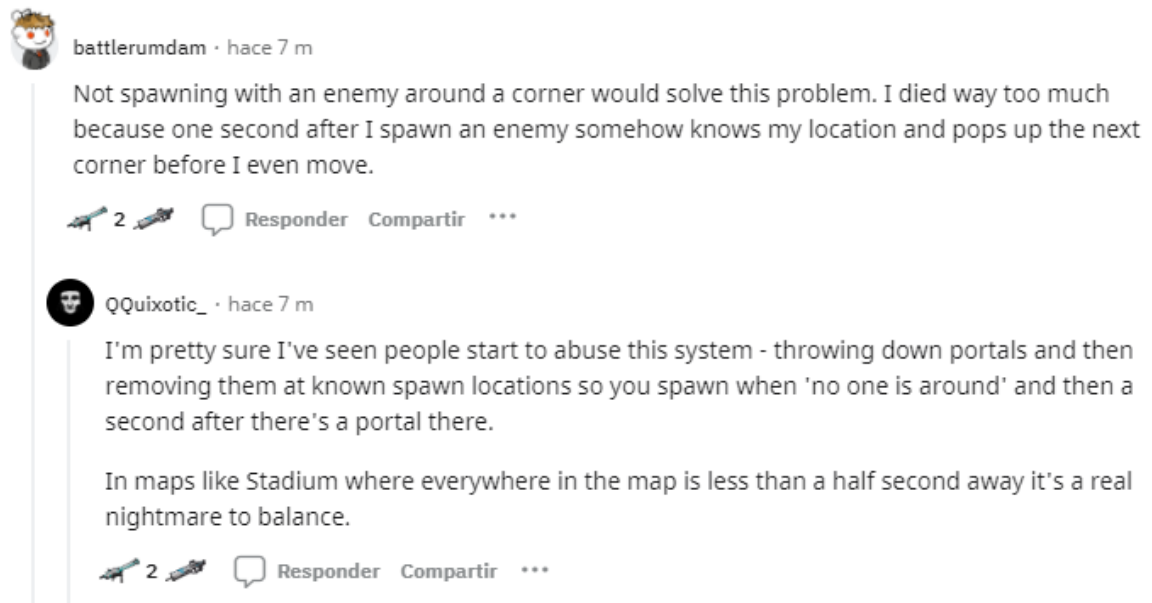 battlerumdam · hace 7 m
Not spawning with an enemy around a corner would solve this problem. I died way too much
because one second after I spawn an enemy somehow knows my location and pops up the next
corner before I even move.
2 Responder Compartir ···
QQuixotic_ · hace 7 m
I'm pretty sure I've seen people start to abuse this system - throwing down portals and then
removing them at known spawn locations so you spawn when 'no one is around' and then a
second after there's a portal there.
In maps like Stadium where everywhere in the map is less than a half second away it's a real
nightmare to balance.
2 Responder Compartir ···